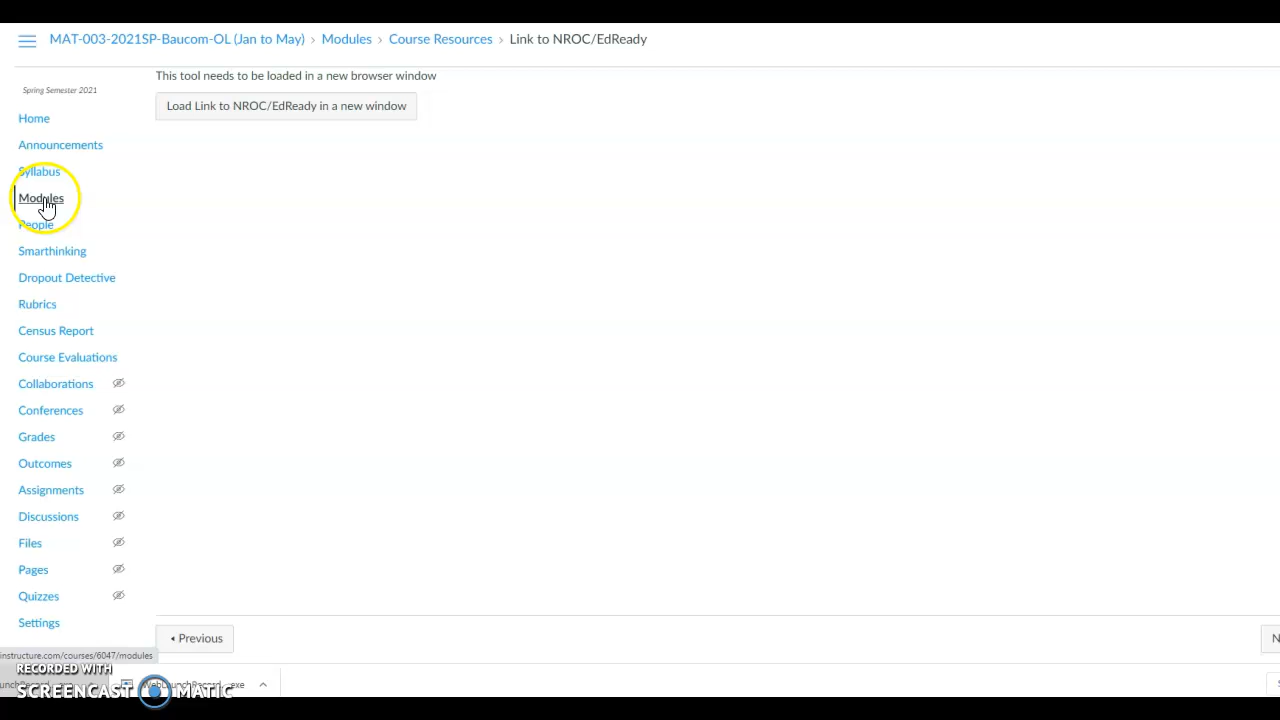 MAT-003-2021SP-Baucom-OL (Jan to May) › Modules › Course Resources › Link to NROC/EdReady
This tool needs to be loaded in a new browser window
Spring Semester 2021
Load Link to NROC/EdReady in a new window
Home
Announcements
Syllabus
Modules
People
Smarthinking
Dropout Detective
Rubrics
Census Report
Course Evaluations
Collaborations
Conferences
Grades
Outcomes
Assignments
Discussions
Files
Pages
Quizzes
Settings
Previous
N
instructure.com/courses/6047/modules
RECORDED WITH
SCREENCAST MATIC